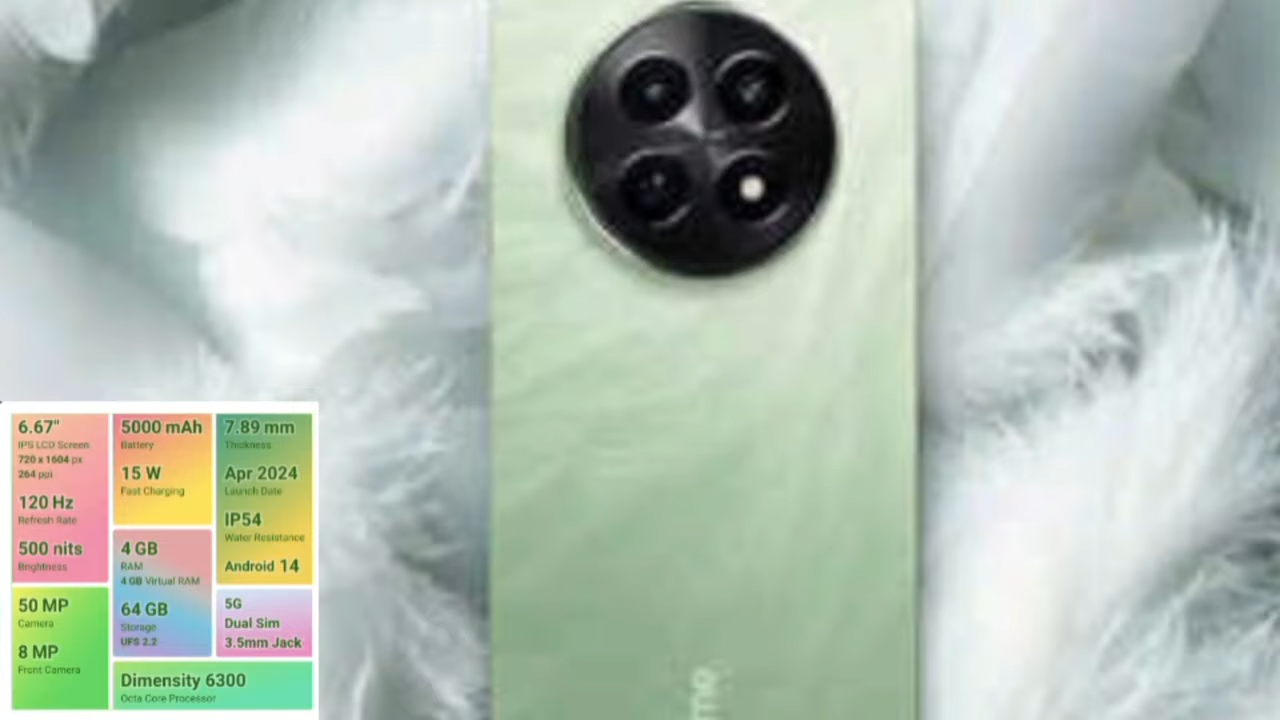 6.67"
IPS LCD Screen
720 x 1604 px
264 ppi
120 Hz
Refresh Rate
500 nits
Brightness
50 MP
Camera
8 MP
Front Camera
5000 mAh
Battery
15 W
Fast Charging
4 GB
RAM
4 GB Virtual RAM
64 GB
Storage
UFS 2.2
7.89 mm
Thickness
Apr 2024
Launch Date
IP54
Water Resistance
Android 14
5G
Dual Sim
3.5mm Jack
Dimensity 6300
Octa Core Processor
me